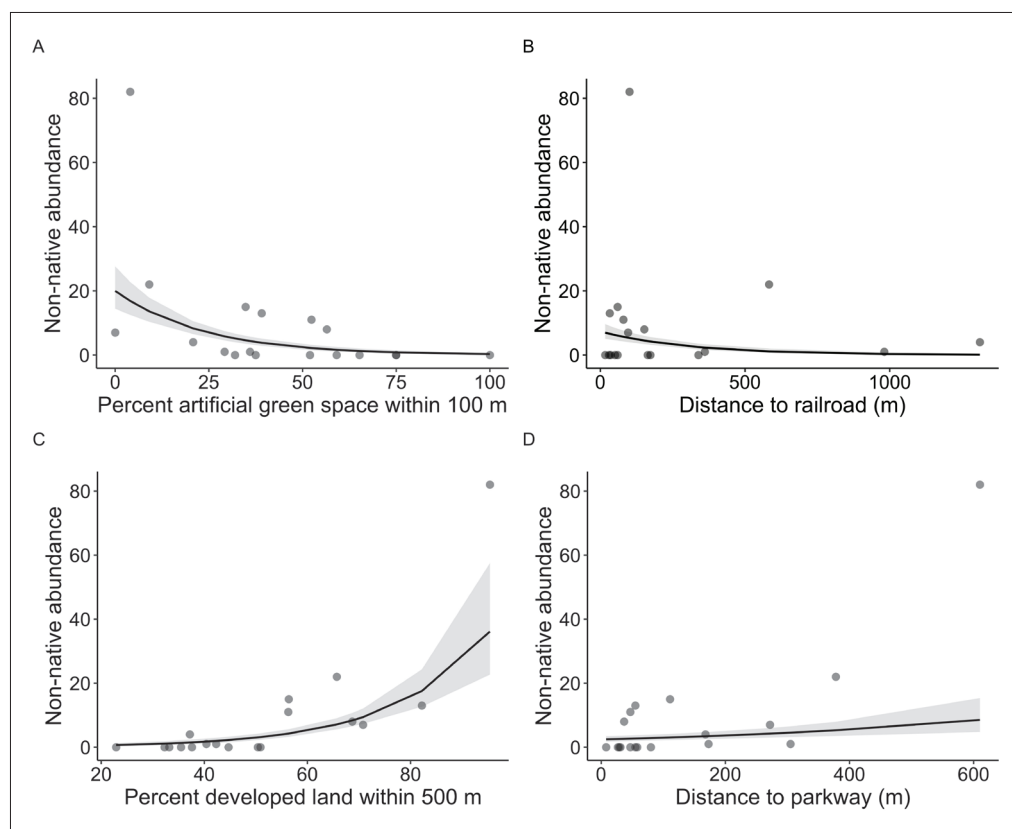 A
Non-native abundance
80
60
40
20
0
0 25 50 75 100
Percent artificial green space within 100 m
B
Non-native abundance
80
60
40
20
0
0 500 1000
Distance to railroad (m)
C
Non-native abundance
80
60
40
20
0
20 40 60 80
Percent developed land within 500 m
D
Non-native abundance
80
60
40
20
0
0 200 400 600
Distance to parkway (m)